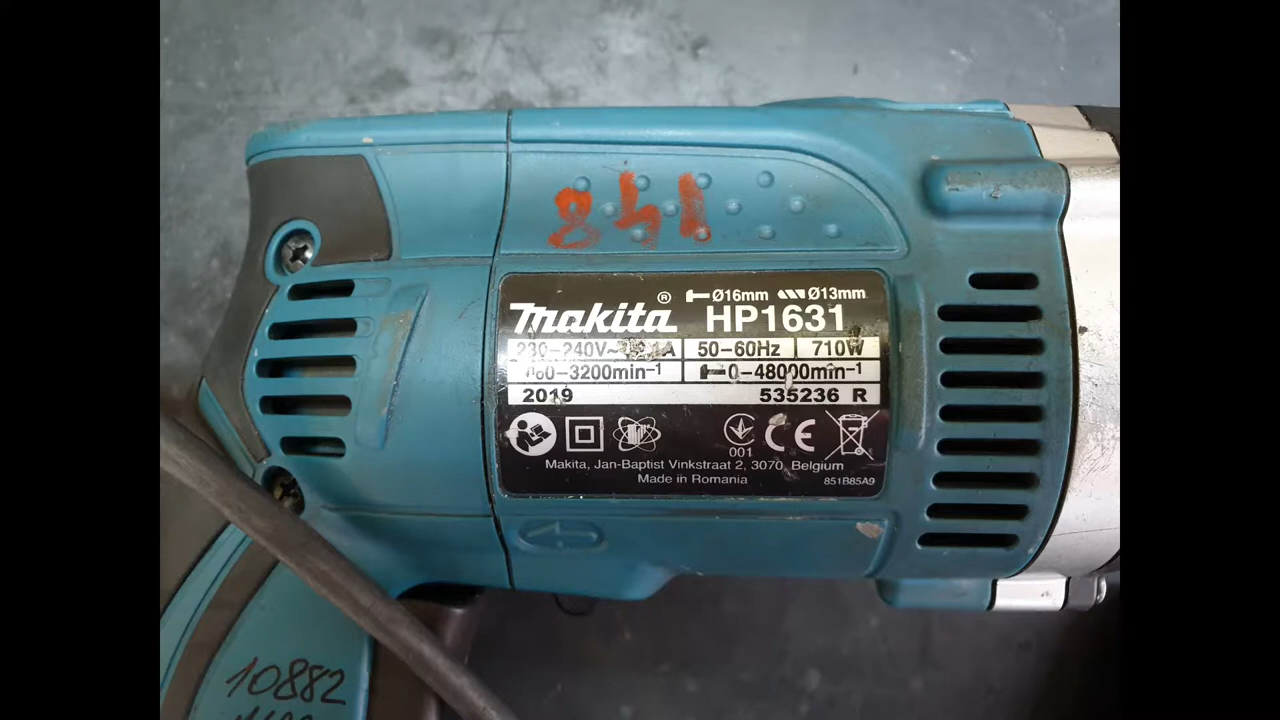 841
Makita® Ø16mm Ø13mm
HP1631
230-240V~ 50-60Hz 710W
0-3200min⁻¹ 0-48000min⁻¹
2019 535236 R
001 CE
Makita, Jan-Baptist Vinkstraat 2, 3070 Belgium
Made in Romania 851B85A9
10882